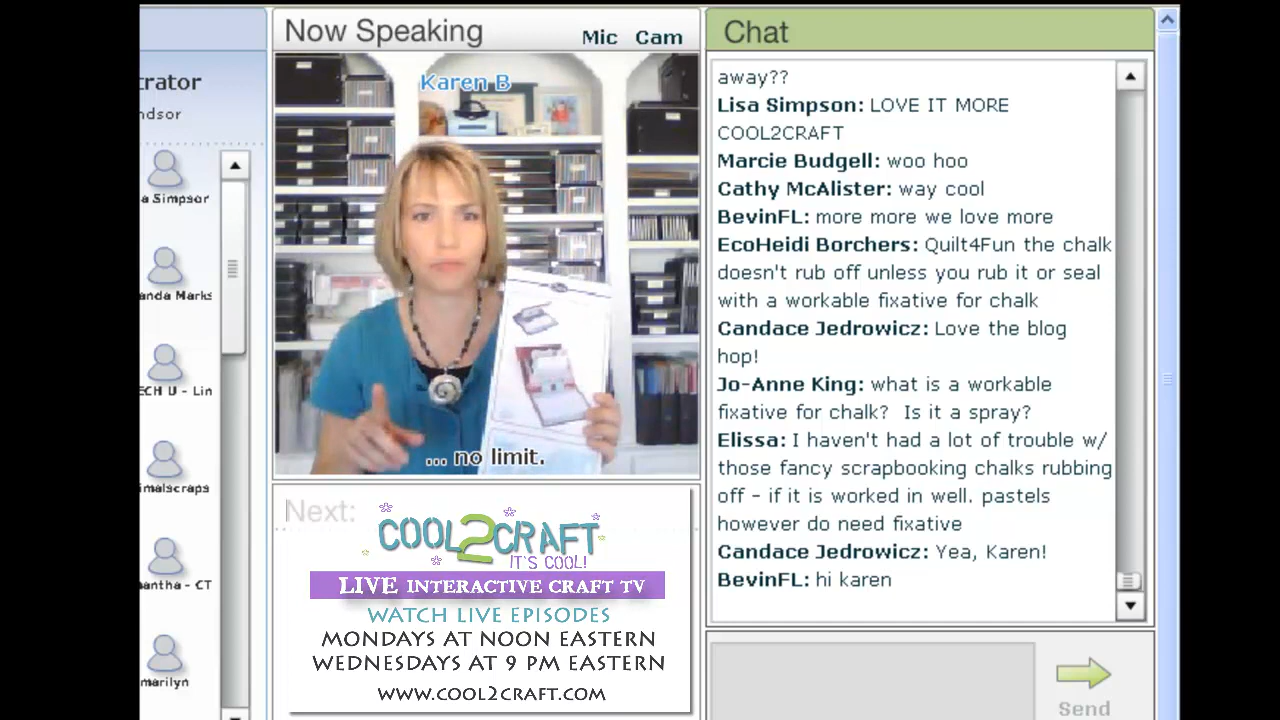 trator
ndsor
a Simpson
anda Marks
ECH U - Lin
imalscraps
antha - CT
marilyn
Now Speaking
Mic Cam
Karen B
... no limit.
Next:
COOL2CRAFT
IT'S COOL!
LIVE INTERACTIVE CRAFT TV
WATCH LIVE EPISODES
MONDAYS AT NOON EASTERN
WEDNESDAYS AT 9 PM EASTERN
WWW.COOL2CRAFT.COM
Chat
away??
Lisa Simpson: LOVE IT MORE
COOL2CRAFT
Marcie Budgell: woo hoo
Cathy McAlister: way cool
BevinFL: more more we love more
EcoHeidi Borchers: Quilt4Fun the chalk
doesn't rub off unless you rub it or seal
with a workable fixative for chalk
Candace Jedrowicz: Love the blog
hop!
Jo-Anne King: what is a workable
fixative for chalk? Is it a spray?
Elissa: I haven't had a lot of trouble w/
those fancy scrapbooking chalks rubbing
off - if it is worked in well. pastels
however do need fixative
Candace Jedrowicz: Yea, Karen!
BevinFL: hi karen
Send